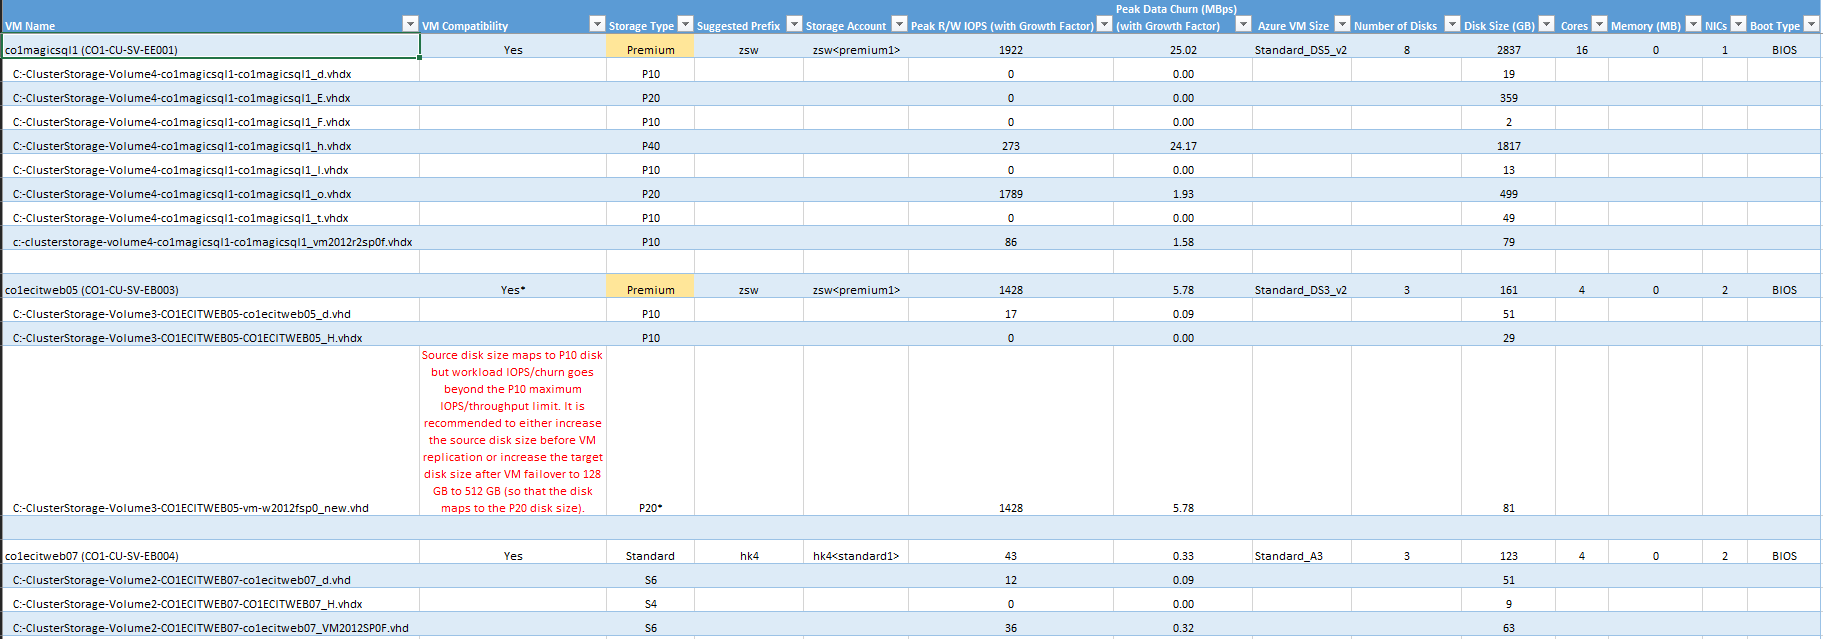 Peak Data Churn (MBps)
VM Name VM Compatibility Storage Type Suggested Prefix Storage Account Peak R/W IOPS (with Growth Factor) (with Growth Factor) Azure VM Size Number of Disks Disk Size (GB) Cores Memory (MB) NICs Boot Type
co1magicsql1 (CO1-CU-SV-EE001) Yes Premium zsw zsw<premium1> 1922 25.02 Standard_DS5_v2 8 2837 16 0 1 BIOS
C:-ClusterStorage-Volume4-co1magicsql1-co1magicsql1_d.vhdx P10 0 0.00 19
C:-ClusterStorage-Volume4-co1magicsql1-co1magicsql1_E.vhdx P20 0 0.00 359
C:-ClusterStorage-Volume4-co1magicsql1-co1magicsql1_F.vhdx P10 0 0.00 2
C:-ClusterStorage-Volume4-co1magicsql1-co1magicsql1_h.vhdx P40 273 24.17 1817
C:-ClusterStorage-Volume4-co1magicsql1-co1magicsql1_I.vhdx P10 0 0.00 13
C:-ClusterStorage-Volume4-co1magicsql1-co1magicsql1_o.vhdx P20 1789 1.93 499
C:-ClusterStorage-Volume4-co1magicsql1-co1magicsql1_t.vhdx P10 0 0.00 49
c:-clusterstorage-volume4-co1magicsql1-co1magicsql1_vm2012r2sp0f.vhdx P10 86 1.58 79
co1ecitweb05 (CO1-CU-SV-EB003) Yes* Premium zsw zsw<premium1> 1428 5.78 Standard_DS3_v2 3 161 4 0 2 BIOS
C:-ClusterStorage-Volume3-CO1ECITWEB05-co1ecitweb05_d.vhd P10 17 0.09 51
C:-ClusterStorage-Volume3-CO1ECITWEB05-CO1ECITWEB05_H.vhdx P10 0 0.00 29
Source disk size maps to P10 disk
but workload IOPS/churn goes
beyond the P10 maximum
IOPS/throughput limit. It is
recommended to either increase
the source disk size before VM
replication or increase the target
disk size after VM failover to 128
GB to 512 GB (so that the disk
C:-ClusterStorage-Volume3-CO1ECITWEB05-vm-w2012fsp0_new.vhd maps to the P20 disk size). P20* 1428 5.78 81
co1ecitweb07 (CO1-CU-SV-EB004) Yes Standard hk4 hk4<standard1> 43 0.33 Standard_A3 3 123 4 0 2 BIOS
C:-ClusterStorage-Volume2-CO1ECITWEB07-co1ecitweb07_d.vhd S6 12 0.09 51
C:-ClusterStorage-Volume2-CO1ECITWEB07-CO1ECITWEB07_H.vhdx S4 0 0.00 9
C:-ClusterStorage-Volume2-CO1ECITWEB07-co1ecitweb07_VM2012SP0F.vhd S6 36 0.32 63